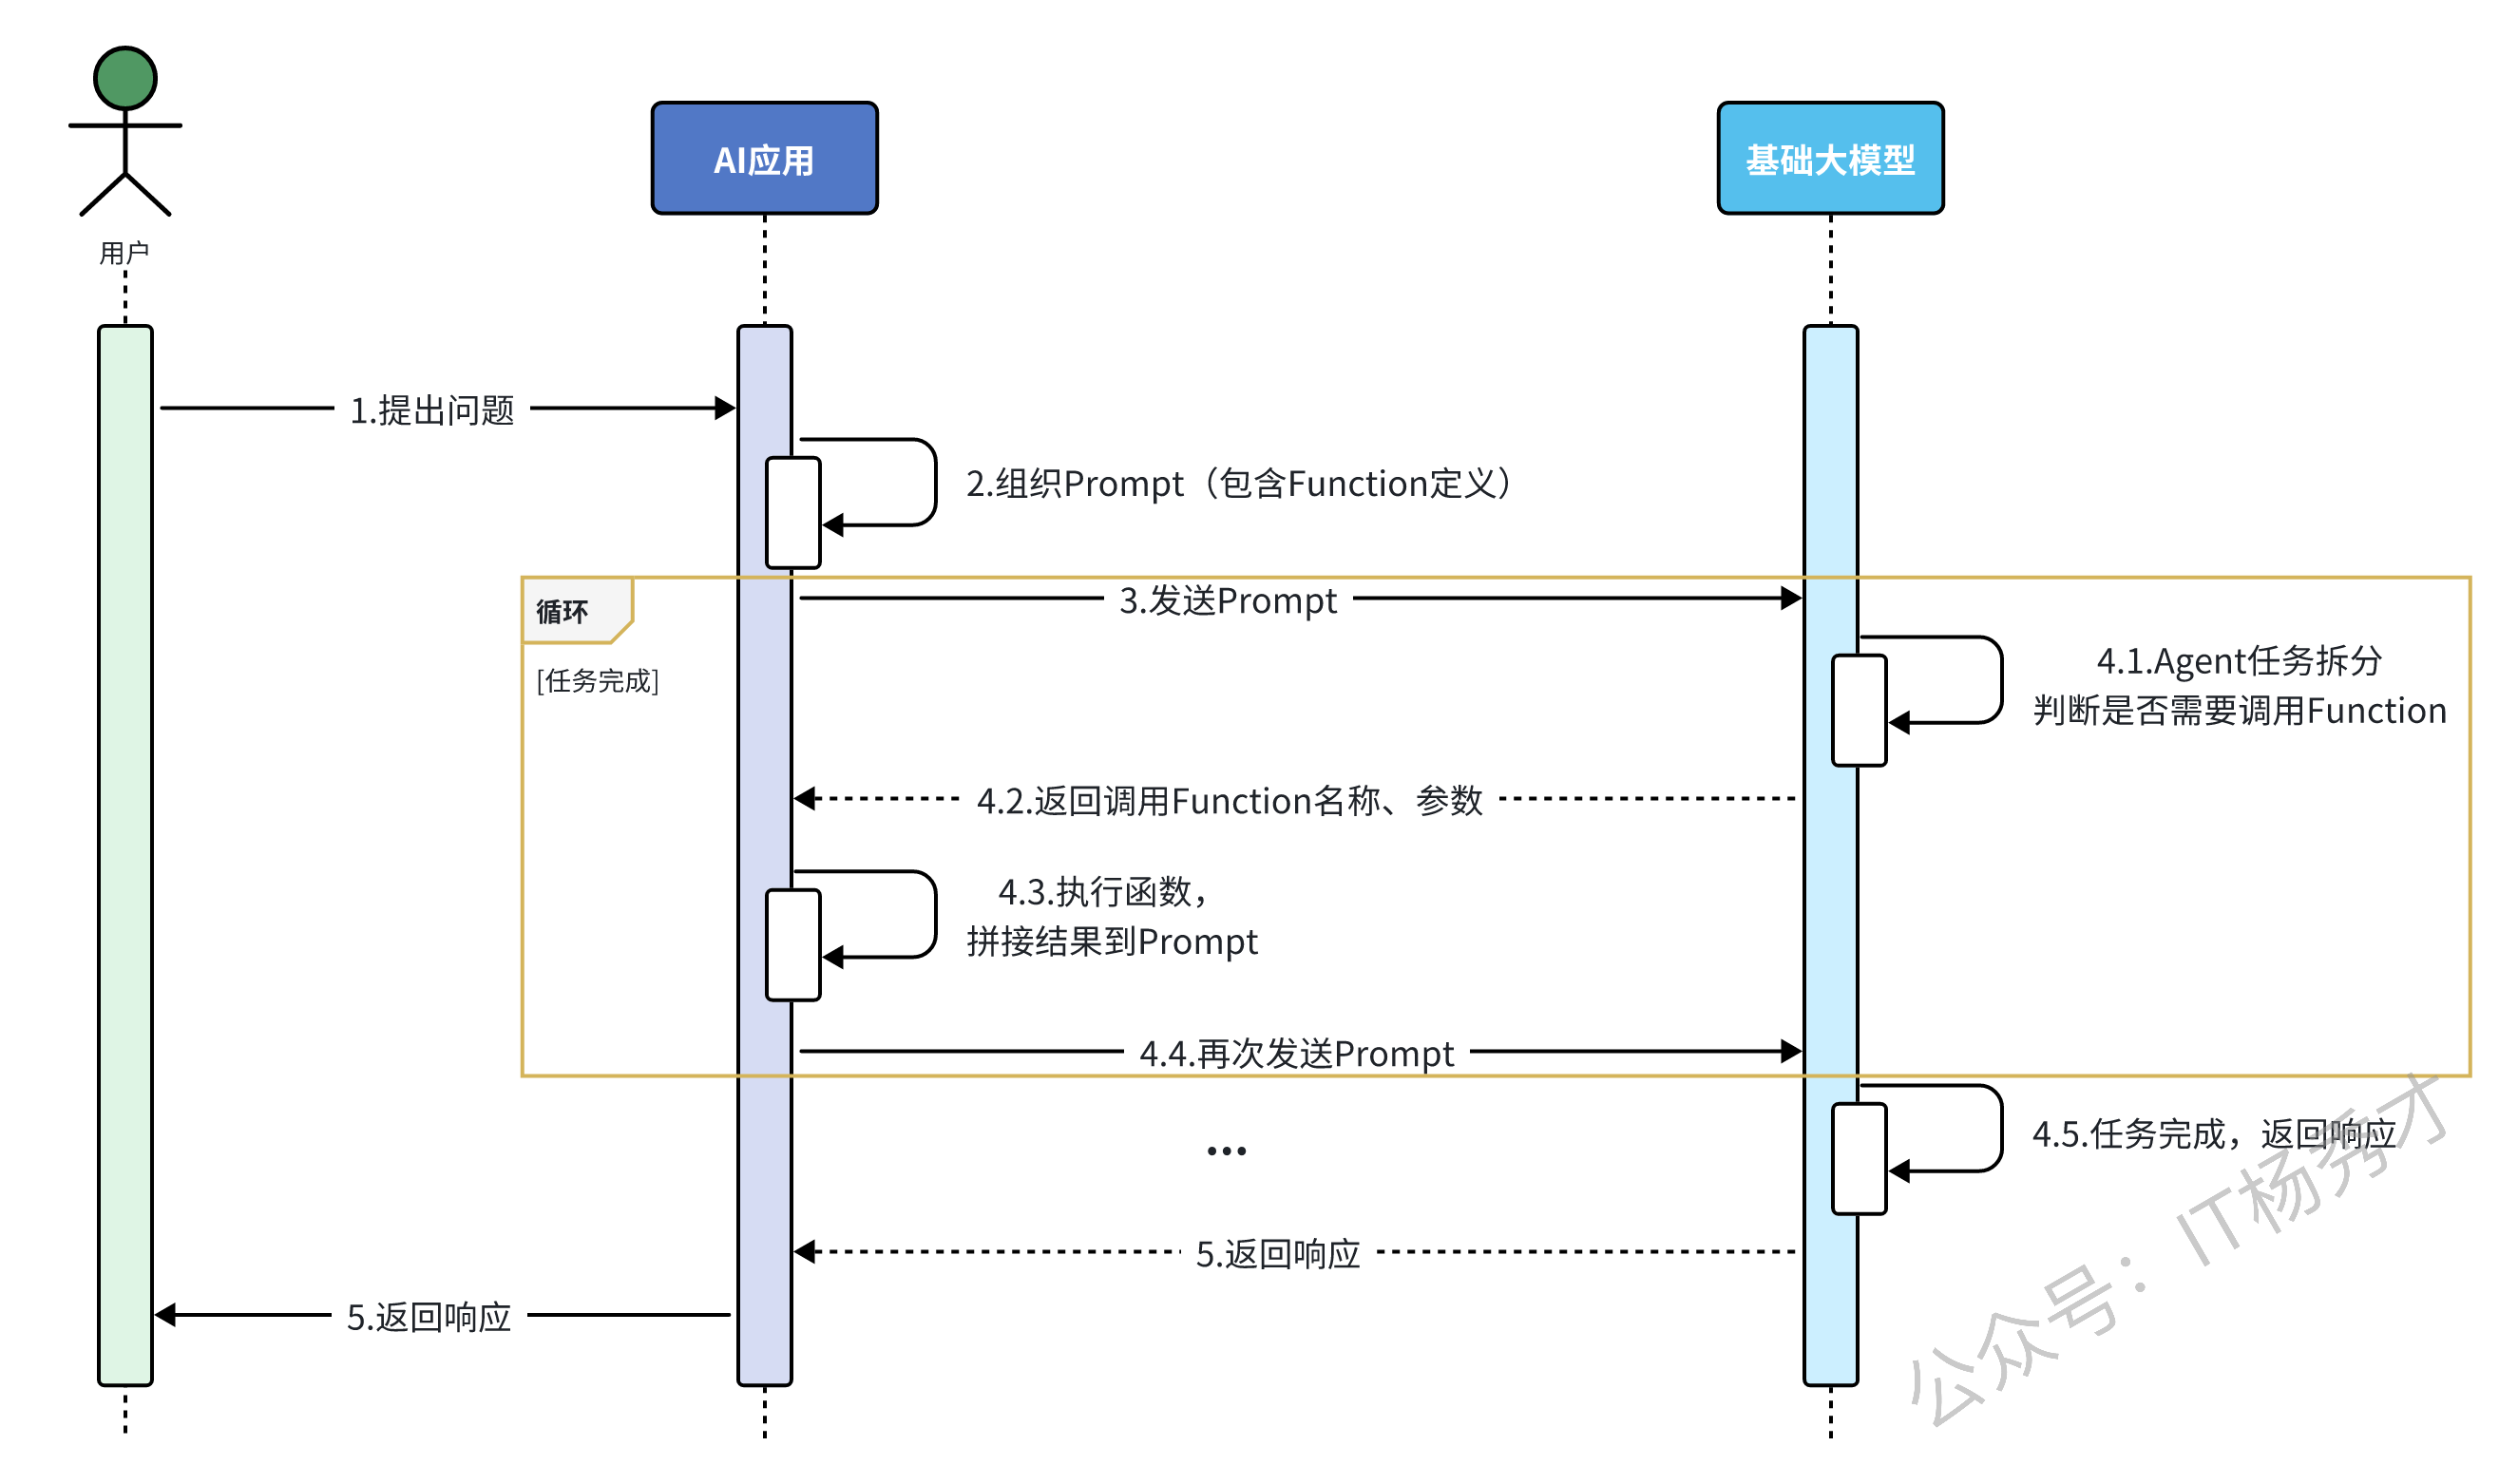 用户
AI应用
基础大模型
1.提出问题
2.组织Prompt（包含Function定义）
循环
[任务完成]
3.发送Prompt
4.1.Agent任务拆分
判断是否需要调用Function
4.2.返回调用Function名称、参数
4.3.执行函数，
拼接结果到Prompt
4.4.再次发送Prompt
4.5.任务完成，返回响应
•••
5.返回响应
5.返回响应
公众号：IT杨秀才